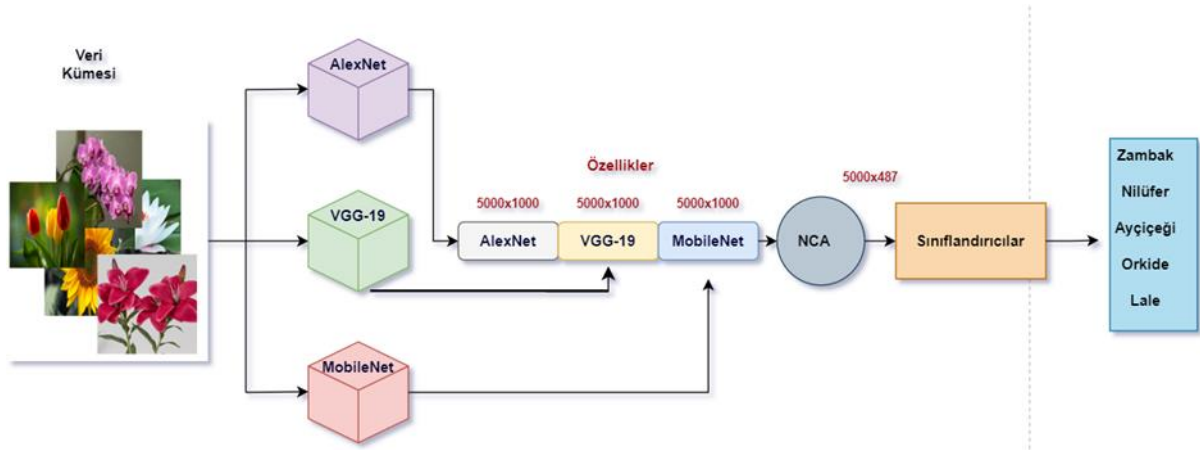 Veri
Kümesi
AlexNet
VGG-19
MobileNet
Özellikler
5000x1000
5000x1000
5000x1000
AlexNet
VGG-19
MobileNet
NCA
5000x487
Sınıflandırıcılar
Zambak
Nilüfer
Ayçiçeği
Orkide
Lale